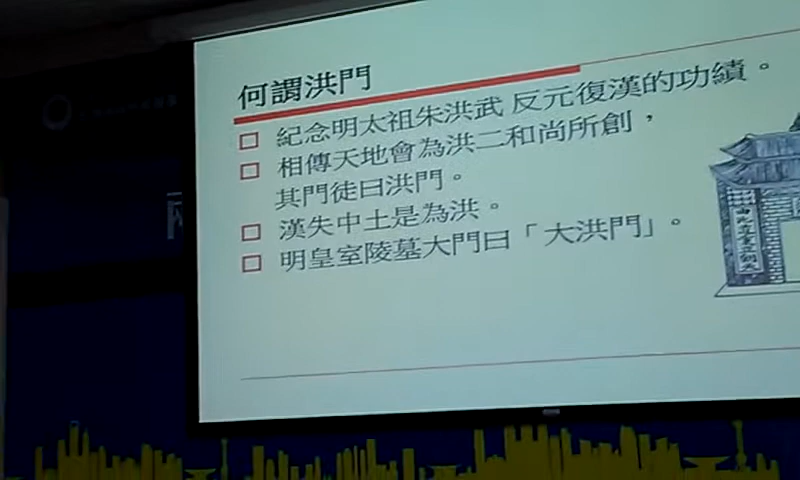 何謂洪門
紀念明太祖朱洪武 反元復漢的功績。
相傳天地會為洪二和尚所創，
其門徒曰洪門。
漢失中土是為洪。
明皇室陵墓大門曰「大洪門」。